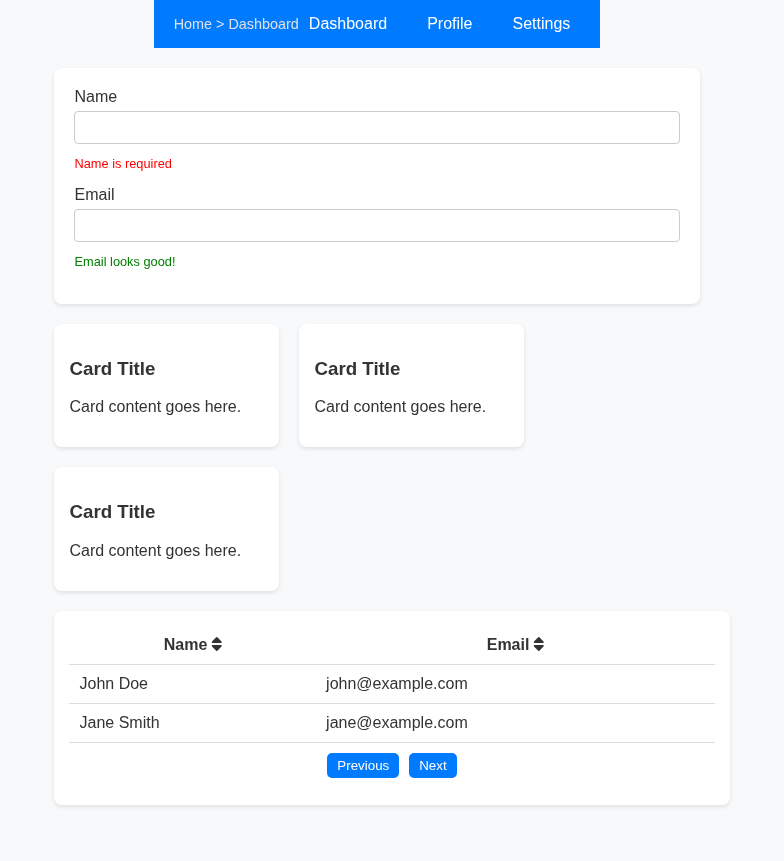 Home > Dashboard Dashboard Profile Settings
Name
Name is required
Email
Email looks good!
Card Title Card Title
Card content goes here. Card content goes here.
Card Title
Card content goes here.
Name Email
John Doe john@example.com
Jane Smith jane@example.com
Previous Next